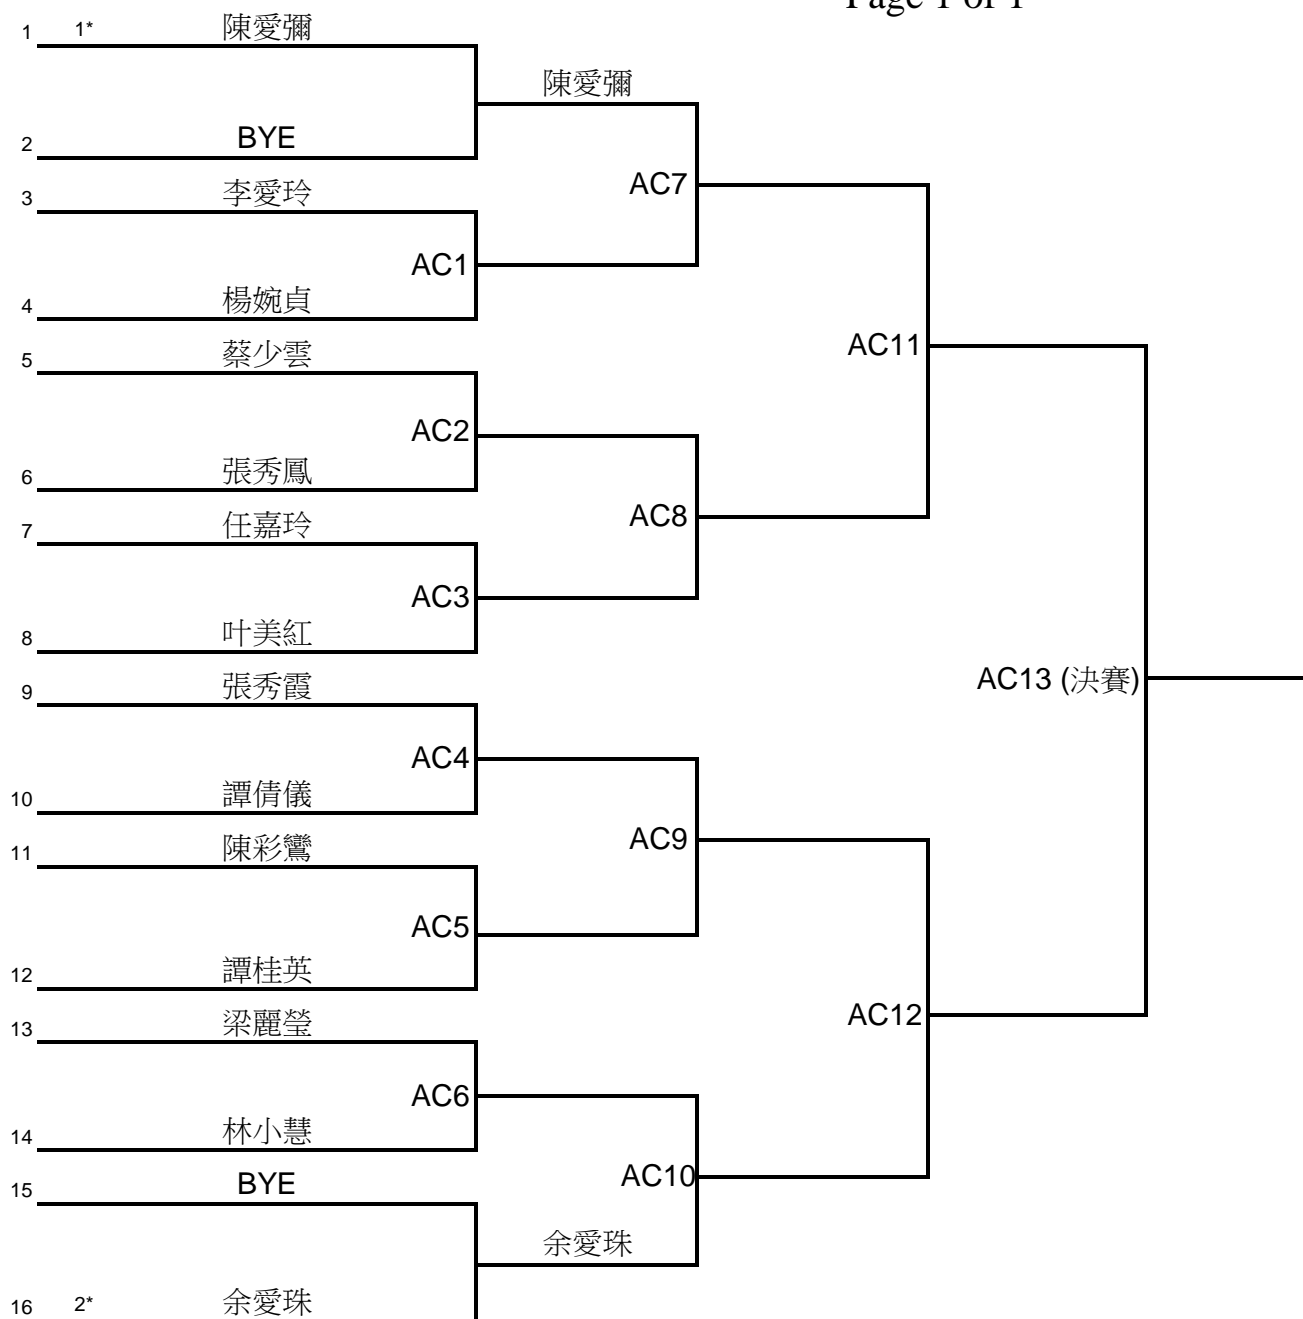 Page 1 of 1
1 1* 陳愛彌
陳愛彌
2 BYE
3 李愛玲
AC7
AC1
4 楊婉貞
5 蔡少雲
AC11
AC2
6 張秀鳳
7 任嘉玲
AC8
AC3
8 叶美紅
9 張秀霞
AC13 (決賽)
AC4
10 譚倩儀
11 陳彩鸞
AC9
AC5
12 譚桂英
13 梁麗瑩
AC12
AC6
14 林小慧
15 BYE
AC10
余愛珠
16 2* 余愛珠